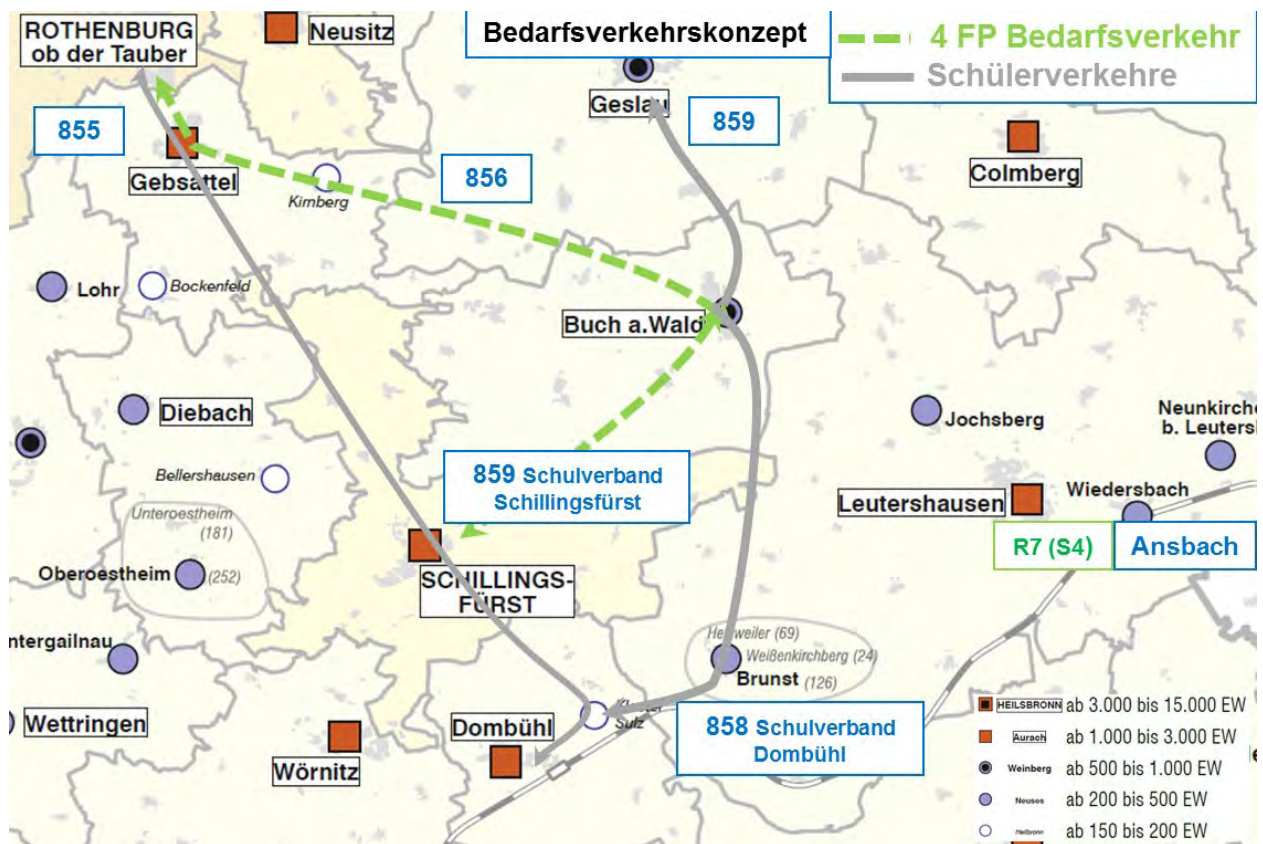 ROTHENBURG
ob der Tauber
Neusitz
Bedarfsverkehrskonzept
4 FP Bedarfsverkehr
Schülerverkehre
855
Geslau
859
Gebsattel
856
Kirnberg
Colmberg
Lohr
Bockenfeld
Buch a.Wald
Diebach
Jochsberg
Neunkirche
b. Leutersh
Bellershausen
859 Schulverband
Schillingsfürst
Leutershausen
Wiedersbach
Unteroestheim
(181)
R7 (S4)
Ansbach
Oberoestheim
(252)
SCHILLINGS-
FÜRST
ntergailnau
(69)
Weißenkirchberg (24)
Brunst (126)
Wettringen
Dombühl
Sulz
858 Schulverband
Dombühl
Wörnitz
HEILSBRONN ab 3.000 bis 15.000 EW
Aurach ab 1.000 bis 3.000 EW
Weinberg ab 500 bis 1.000 EW
Neuses ab 200 bis 500 EW
Heilbronn ab 150 bis 200 EW